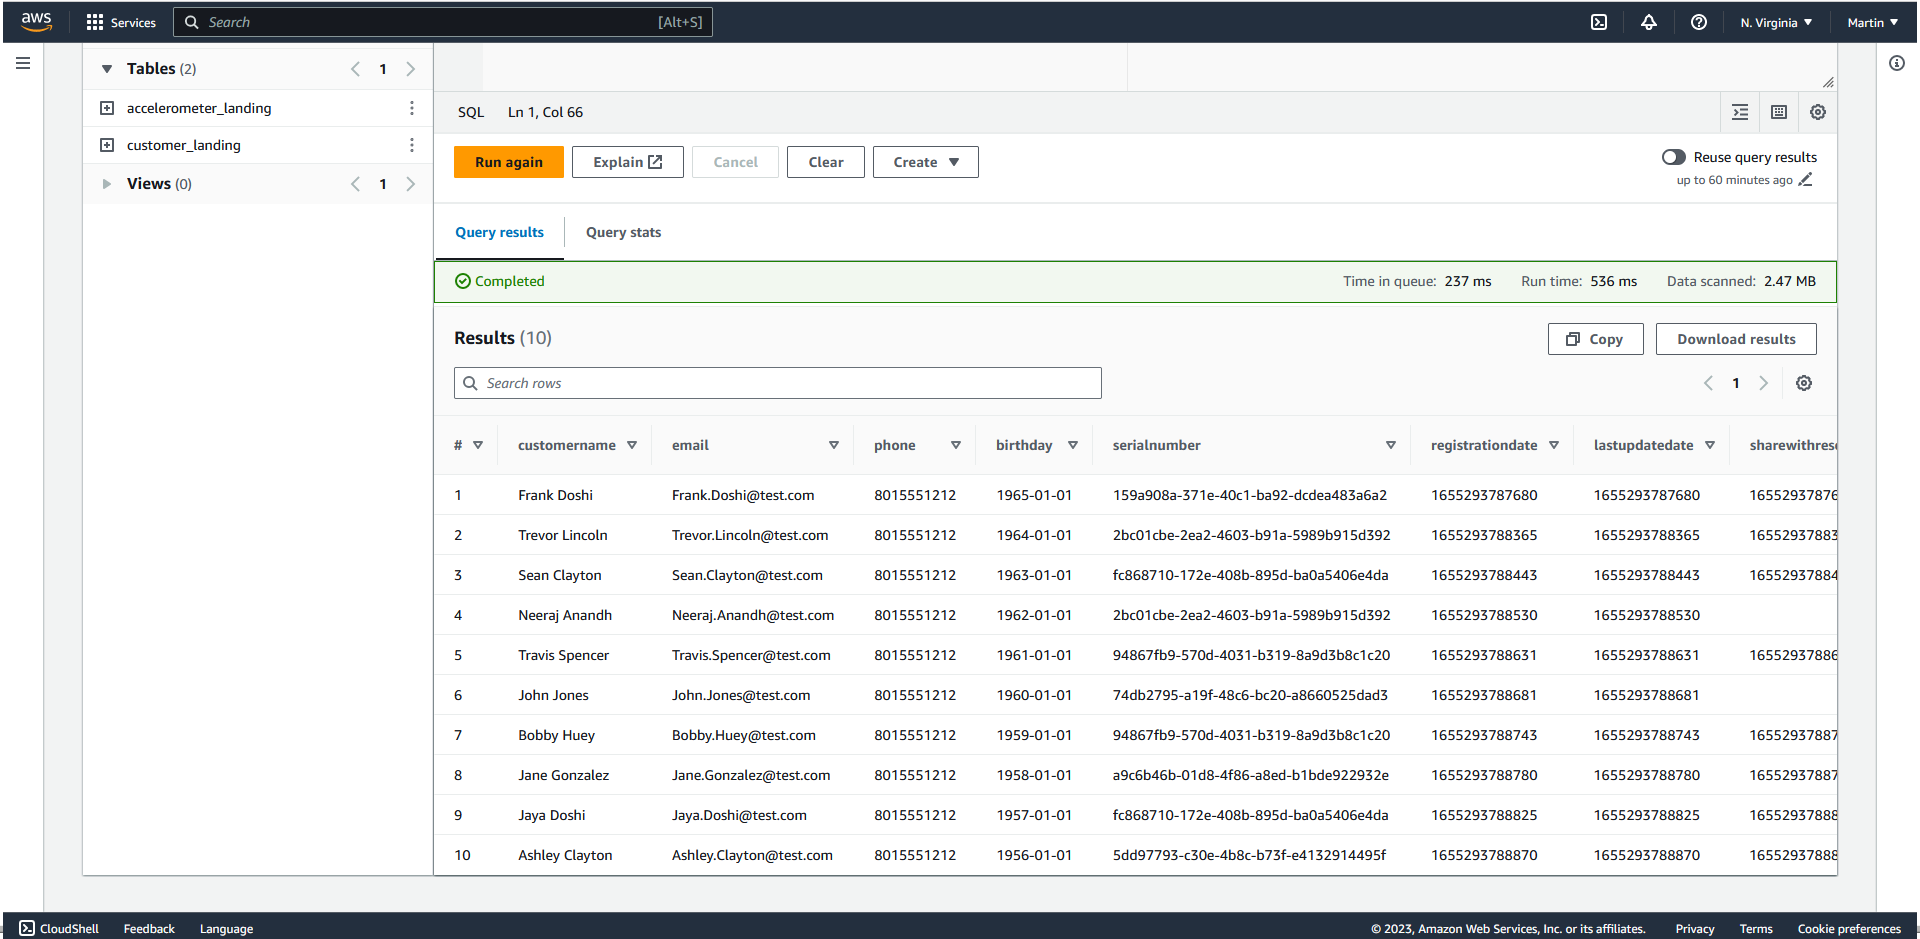 aws Services Search [Alt+S] N. Virginia Martin
Tables (2) 1
accelerometer_landing
customer_landing
Views (0) 1
SQL Ln 1, Col 66
Run again Explain Cancel Clear Create
Reuse query results
up to 60 minutes ago
Query results Query stats
Completed Time in queue: 237 ms Run time: 536 ms Data scanned: 2.47 MB
Results (10) Copy Download results
Search rows 1
# customername email phone birthday serialnumber registrationdate lastupdatedate sharewithres
1 Frank Doshi Frank.Doshi@test.com 8015551212 1965-01-01 159a908a-371e-40c1-ba92-dcdea483a6a2 1655293787680 1655293787680 16552937876
2 Trevor Lincoln Trevor.Lincoln@test.com 8015551212 1964-01-01 2bc01cbe-2ea2-4603-b91a-5989b915d392 1655293788365 1655293788365 16552937883
3 Sean Clayton Sean.Clayton@test.com 8015551212 1963-01-01 fc868710-172e-408b-895d-ba0a5406e4da 1655293788443 1655293788443 16552937884
4 Neeraj Anandh Neeraj.Anandh@test.com 8015551212 1962-01-01 2bc01cbe-2ea2-4603-b91a-5989b915d392 1655293788530 1655293788530
5 Travis Spencer Travis.Spencer@test.com 8015551212 1961-01-01 94867fb9-570d-4031-b319-8a9d3b8c1c20 1655293788631 1655293788631 16552937886
6 John Jones John.Jones@test.com 8015551212 1960-01-01 74db2795-a19f-48c6-bc20-a8660525dad3 1655293788681 1655293788681
7 Bobby Huey Bobby.Huey@test.com 8015551212 1959-01-01 94867fb9-570d-4031-b319-8a9d3b8c1c20 1655293788743 1655293788743 16552937887
8 Jane Gonzalez Jane.Gonzalez@test.com 8015551212 1958-01-01 a9c6b46b-01d8-4f86-a8ed-b1bde922932e 1655293788780 1655293788780 16552937887
9 Jaya Doshi Jaya.Doshi@test.com 8015551212 1957-01-01 fc868710-172e-408b-895d-ba0a5406e4da 1655293788825 1655293788825 16552937888
10 Ashley Clayton Ashley.Clayton@test.com 8015551212 1956-01-01 5dd97793-c30e-4b8c-b73f-e4132914495f 1655293788870 1655293788870 16552937888
CloudShell Feedback Language © 2023, Amazon Web Services, Inc. or its affiliates. Privacy Terms Cookie preferences